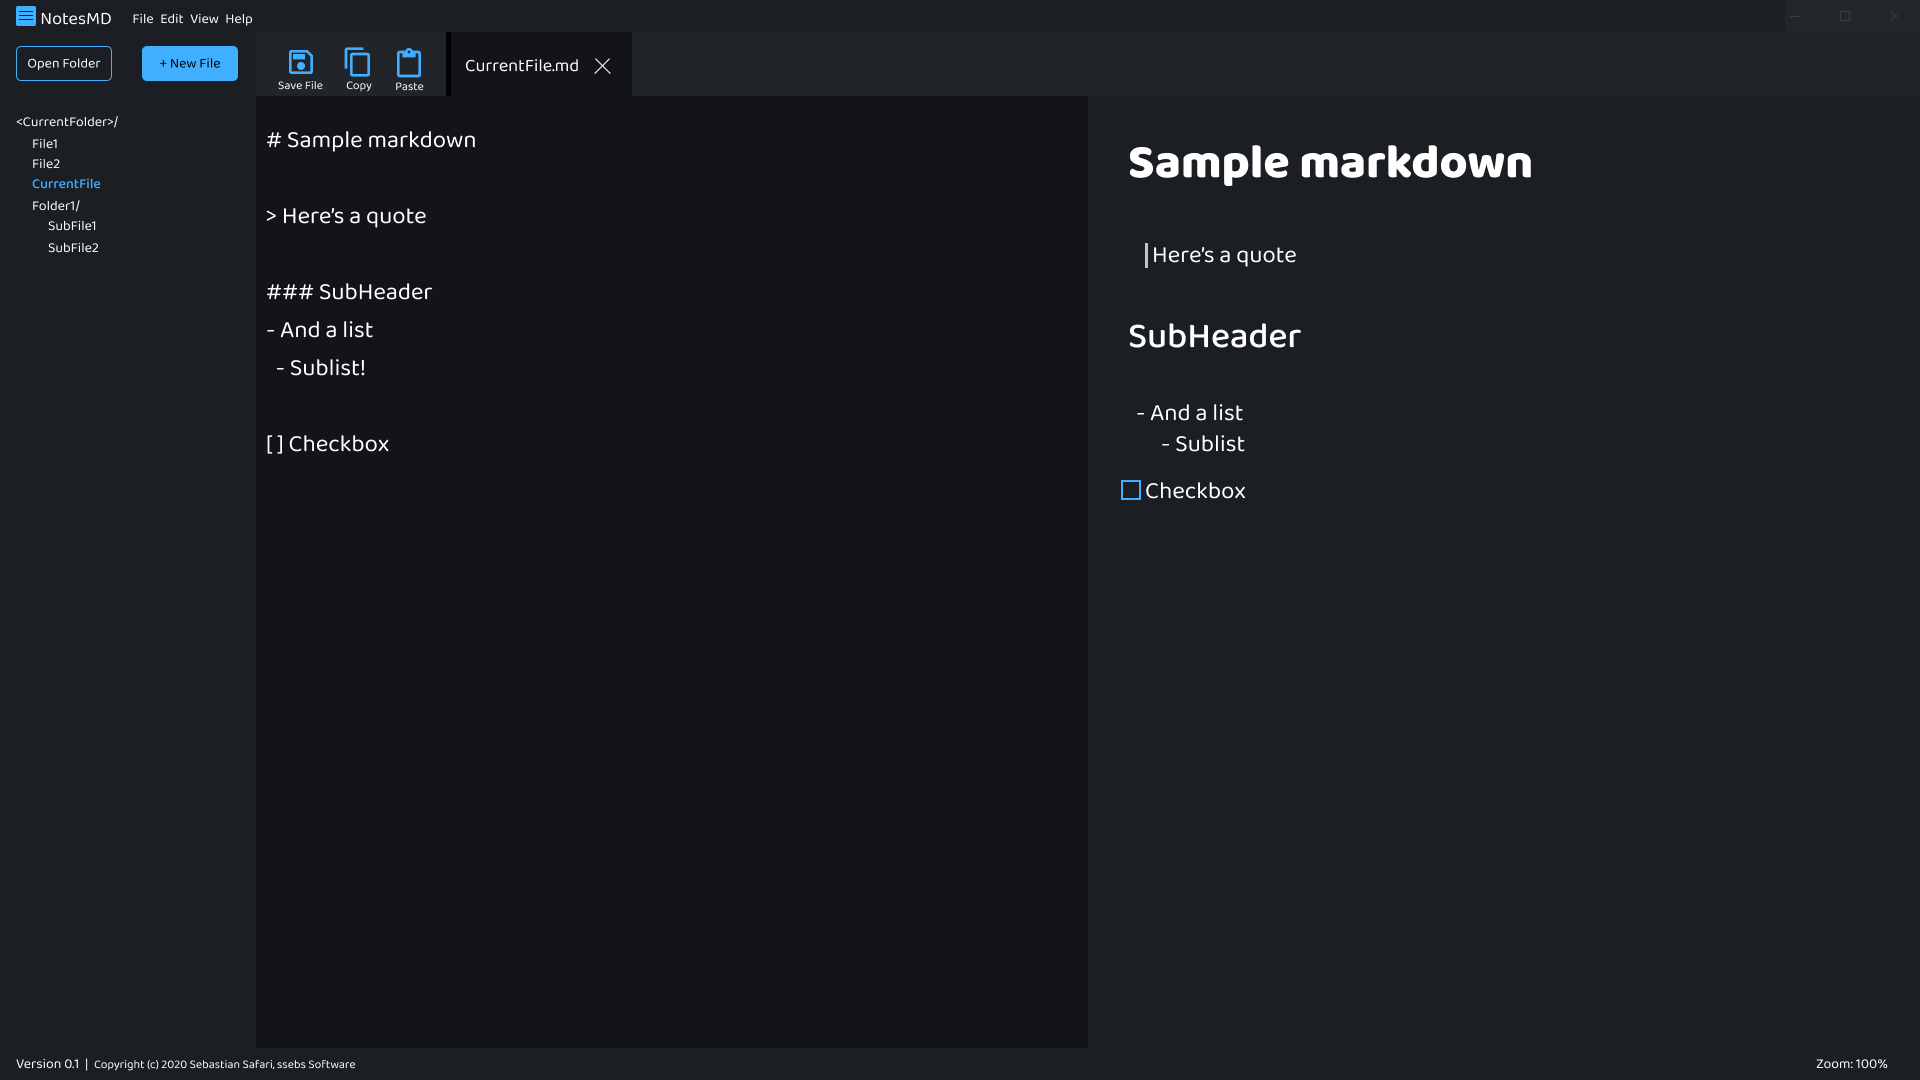 NotesMD File Edit View Help
Open Folder + New File
Save File Copy Paste
CurrentFile.md
<CurrentFolder>/
File1
File2
CurrentFile
Folder1/
SubFile1
SubFile2
# Sample markdown
> Here's a quote
### SubHeader
- And a list
- Sublist!
[ ] Checkbox
Sample markdown
Here's a quote
SubHeader
- And a list
- Sublist
Checkbox
Version 0.1 | Copyright (c) 2020 Sebastian Safari, ssebs Software
Zoom: 100%